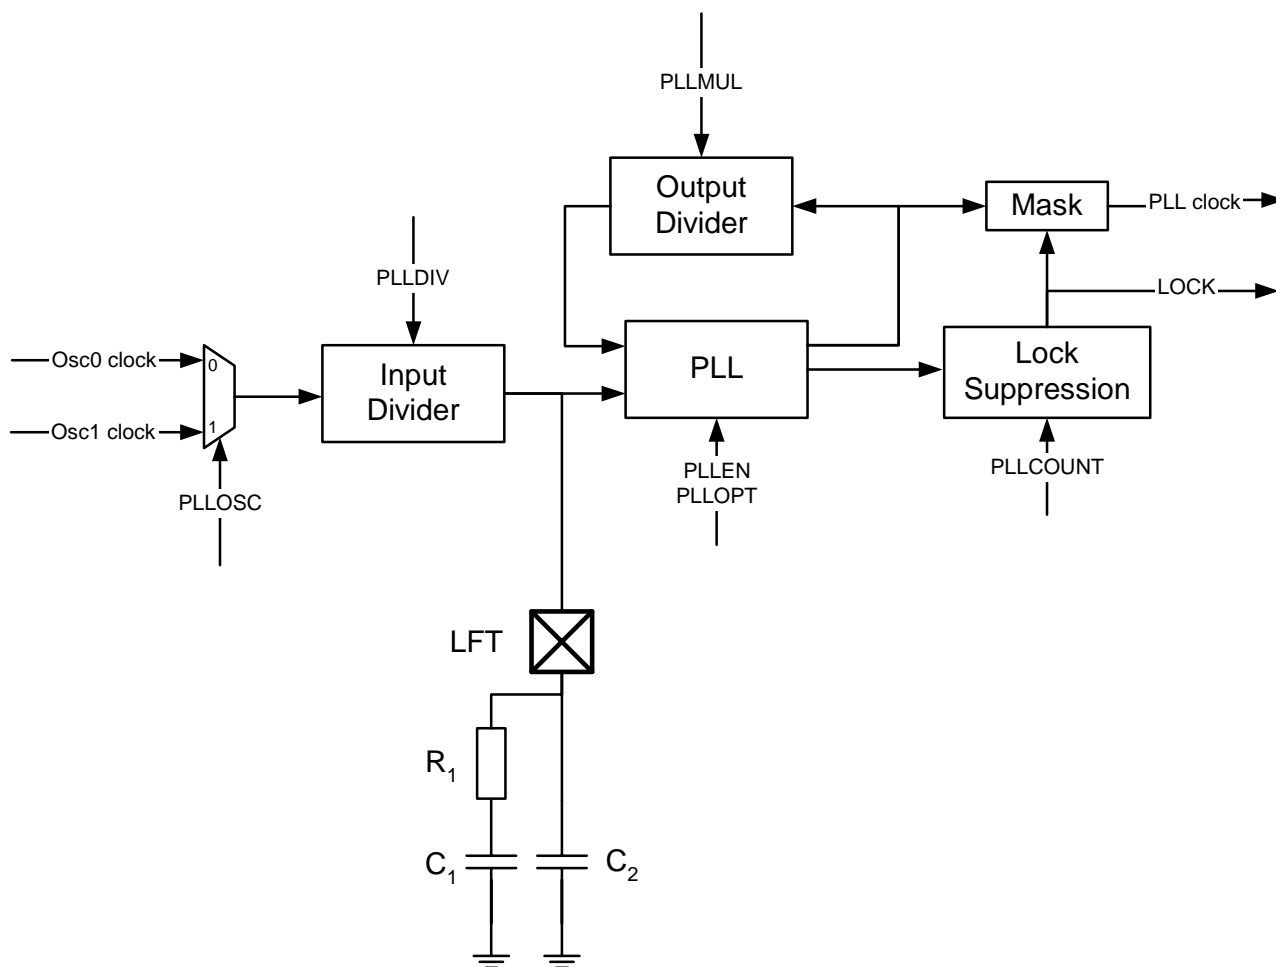 PLLMUL
Output
Divider
Mask
PLL clock
PLLDIV
LOCK
Osc0 clock
0
Input
Divider
PLL
Lock
Suppression
Osc1 clock
1
PLLOSC
PLLEN
PLLOPT
PLLCOUNT
LFT
R1
C1
C2